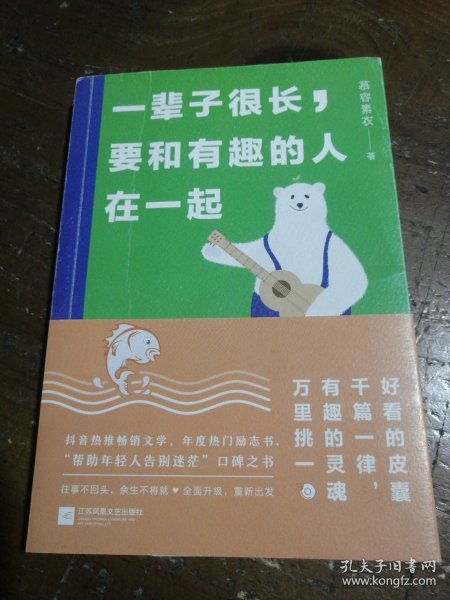 一辈子很长，
要和有趣的人
在一起
慕容素衣——著
好看的皮囊
千篇一律，
有趣的灵魂
万里挑一。
抖音热推畅销文学，年度热门励志书，
“帮助年轻人告别迷茫”口碑之书
往事不回头，余生不将就♥全面升级，重新出发
江苏凤凰文艺出版社
孔夫子旧书网
www.kongfz.com